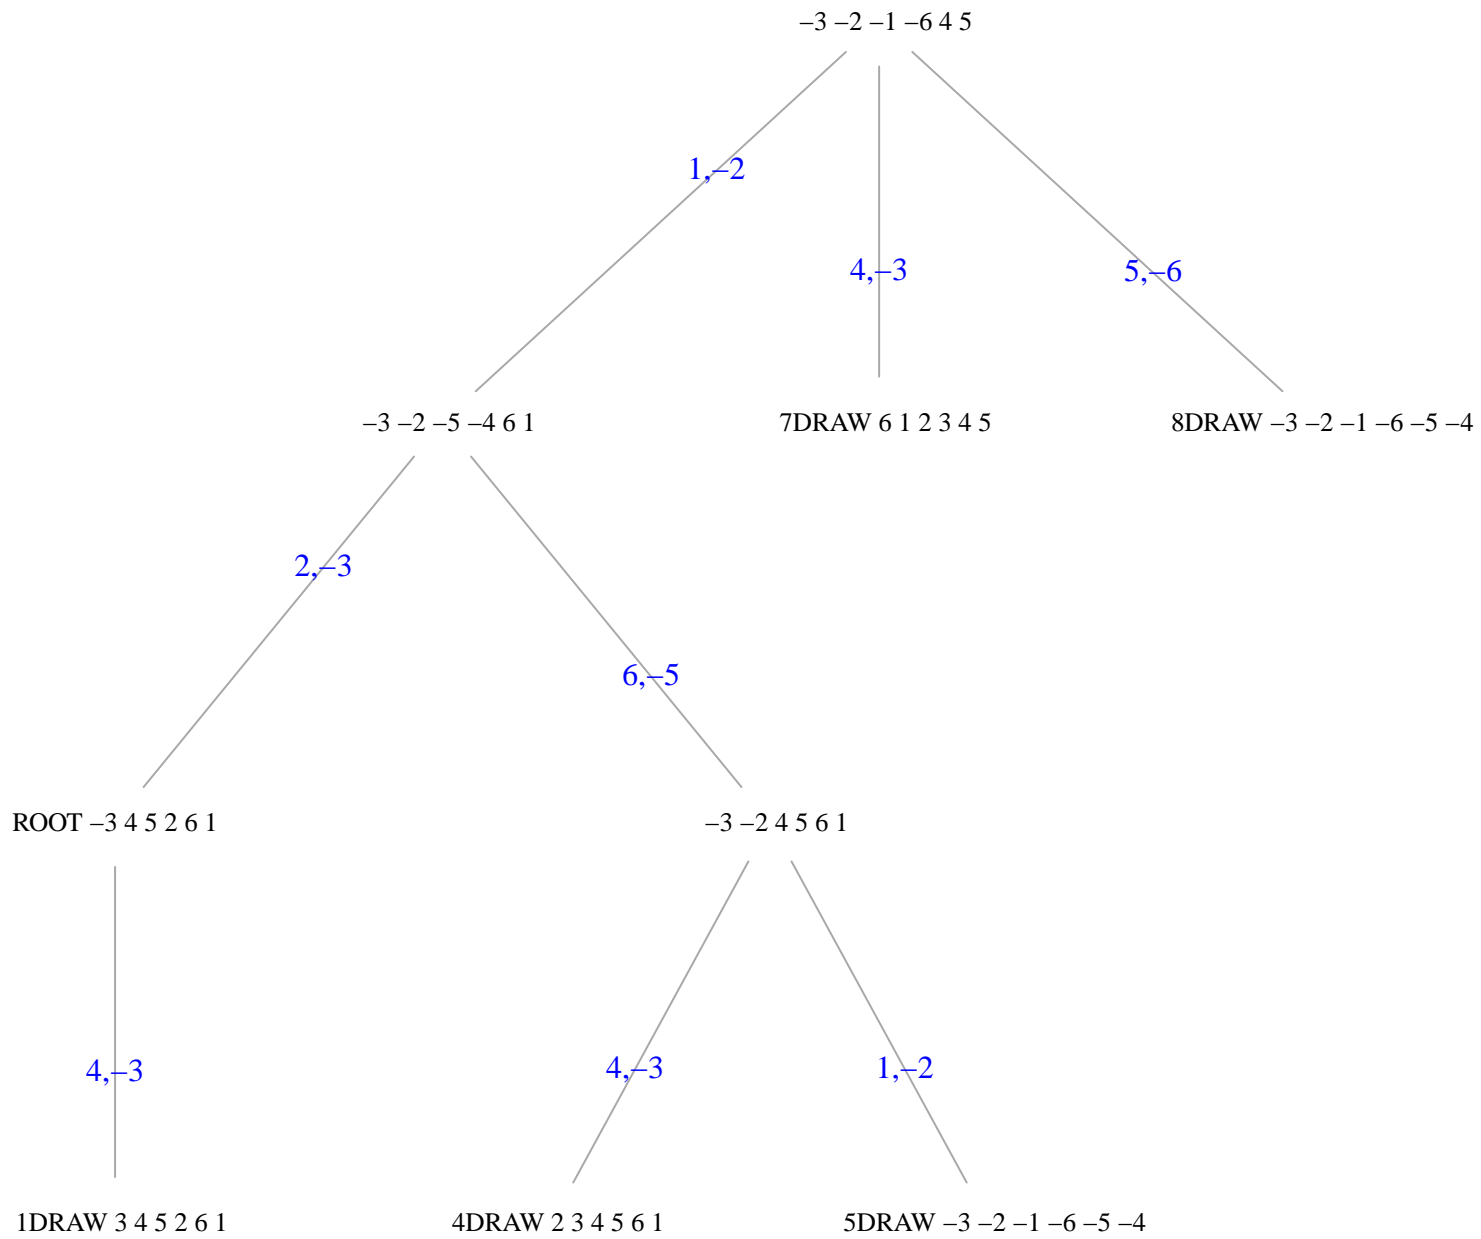 –3 –2 –1 –6 4 5
1,–2
4,–3
5,–6
–3 –2 –5 –4 6 1
7DRAW 6 1 2 3 4 5
8DRAW –3 –2 –1 –6 –5 –4
2,–3
6,–5
ROOT –3 4 5 2 6 1
–3 –2 4 5 6 1
4,–3
4,–3
1,–2
1DRAW 3 4 5 2 6 1
4DRAW 2 3 4 5 6 1
5DRAW –3 –2 –1 –6 –5 –4